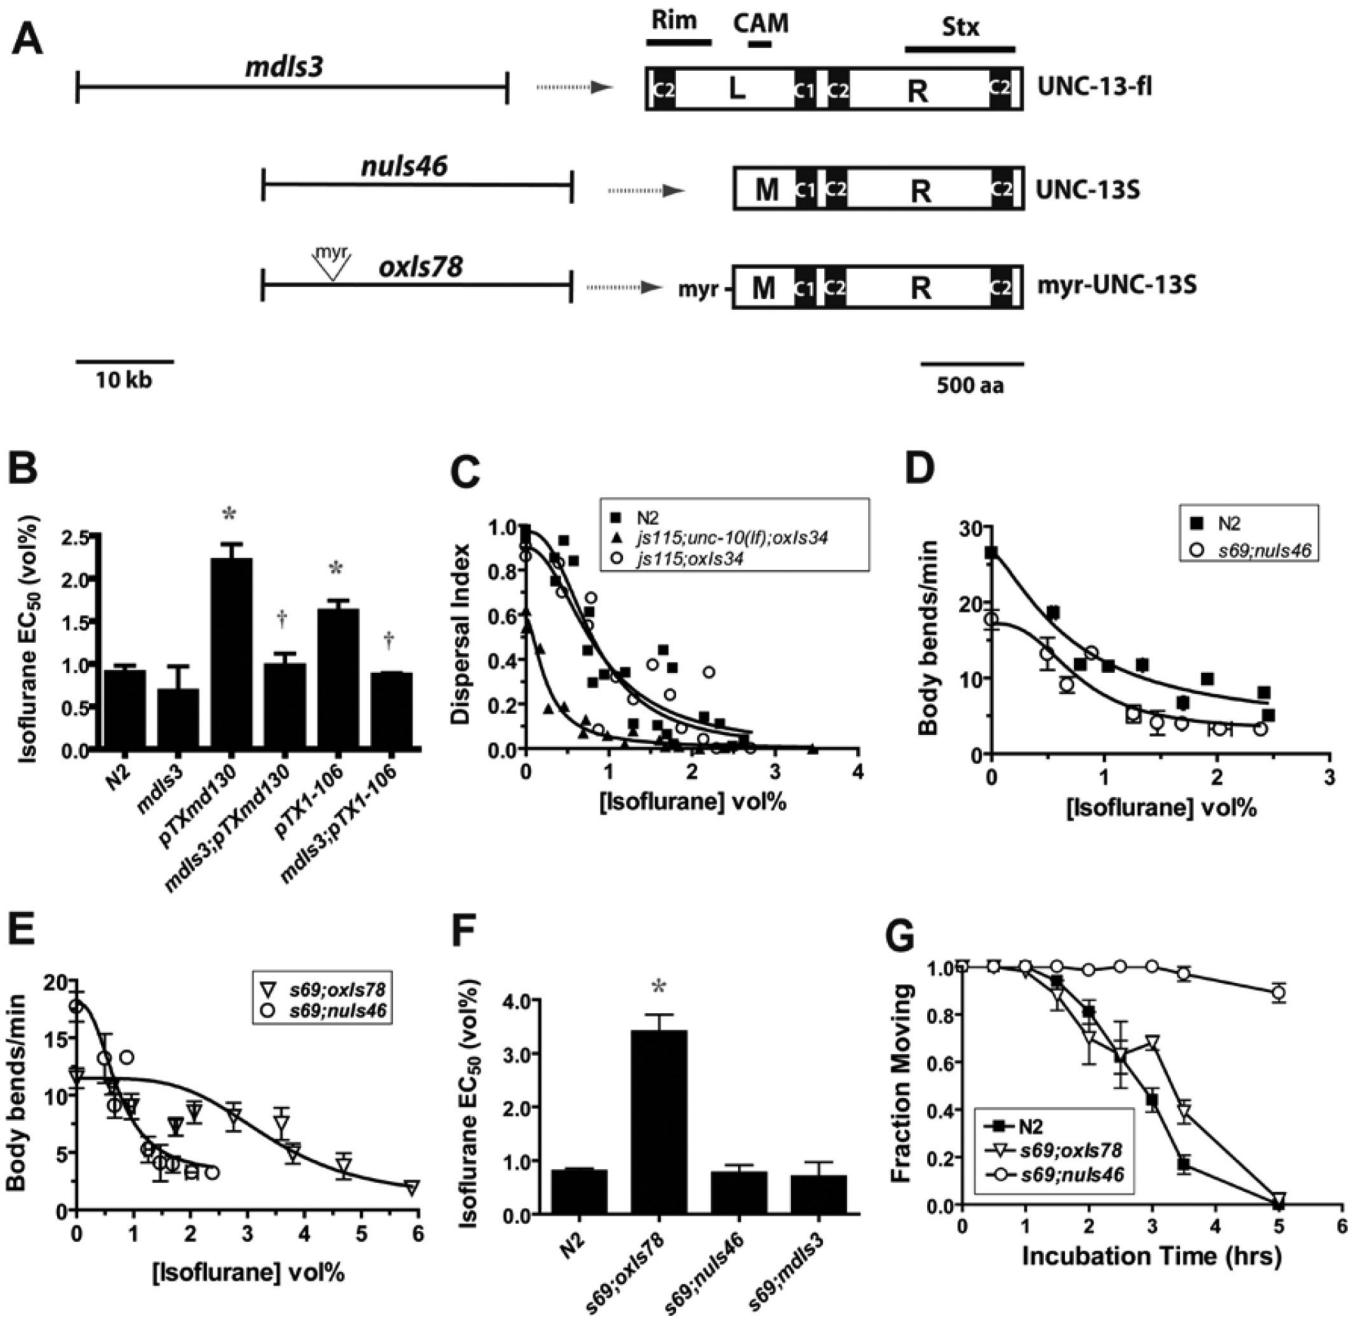 A
mdIs3
Rim
CAM
Stx
C2 L C1 C2 R C2
UNC-13-fl
nuIs46
M C1 C2 R C2
UNC-13S
myr
oxIs78
myr
M C1 C2 R C2
myr-UNC-13S
10 kb
500 aa
B
Isoflurane EC50 (vol%)
2.5
2.0
1.5
1.0
0.5
0.0
*
†
*
†
N2
mdIs3
pTXmd130
mdIs3;pTXmd130
pTX1-106
mdIs3;pTX1-106
C
N2
js115;unc-10(lf);oxIs34
js115;oxIs34
Dispersal Index
1.0
0.8
0.6
0.4
0.2
0
0 1 2 3 4
[Isoflurane] vol%
D
N2
s69;nuIs46
Body bends/min
30
20
10
0
0 1 2 3
[Isoflurane] vol%
E
s69;oxIs78
s69;nuIs46
Body bends/min
20
15
10
5
0
0 1 2 3 4 5 6
[Isoflurane] vol%
F
Isoflurane EC50 (vol%)
4.0
3.0
2.0
1.0
0.0
*
N2
s69;oxIs78
s69;nuIs46
s69;mdIs3
G
Fraction Moving
1.0
0.8
0.6
0.4
0.2
0.0
N2
s69;oxIs78
s69;nuIs46
0 1 2 3 4 5 6
Incubation Time (hrs)